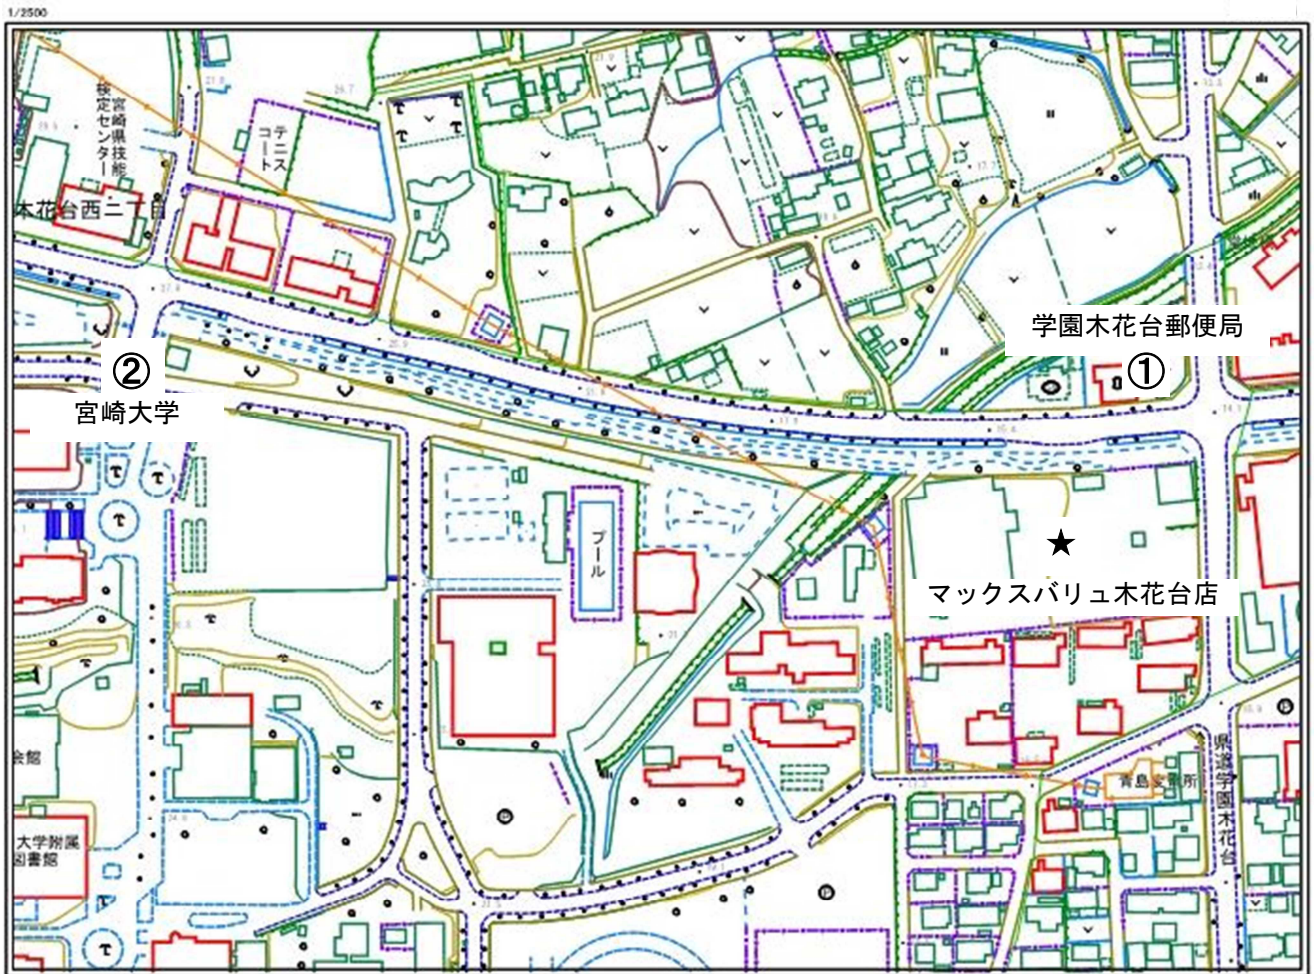 1/2500
宮崎県技能
検定センター
テニス
コート
木花台西二丁目
学園木花台郵便局
①
②
宮崎大学
プール
★
マックスバリュ木花台店
会館
大学附属
図書館
青島変電所
県道学園木花台